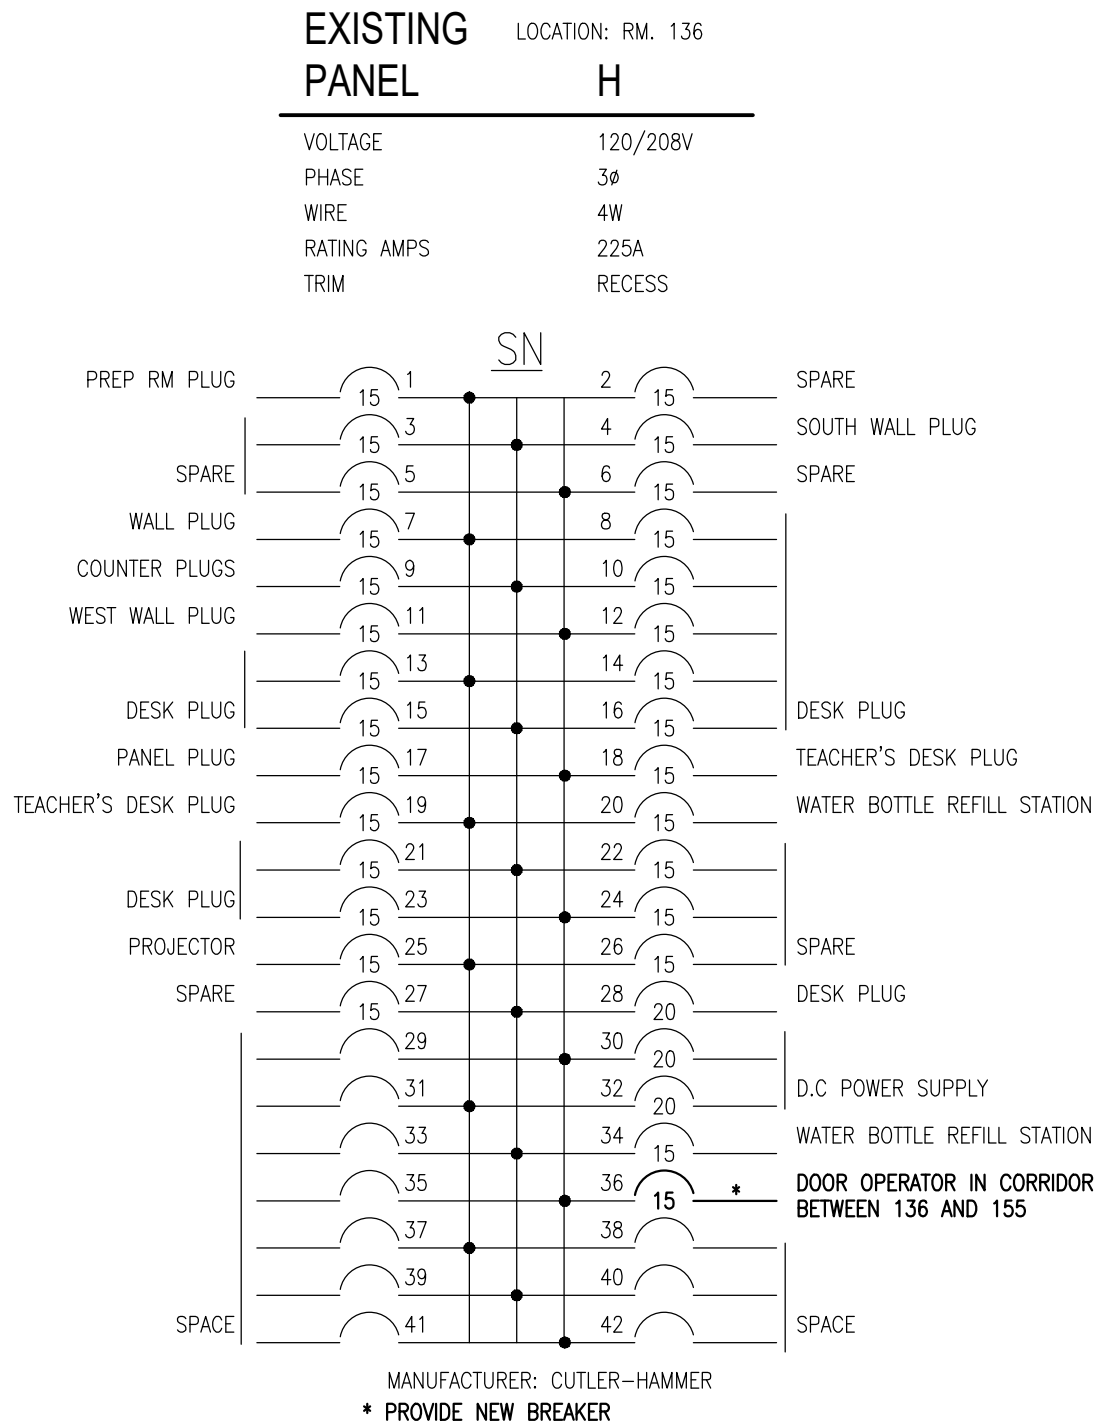 EXISTING LOCATION: RM. 136
PANEL H
VOLTAGE 120/208V
PHASE 3ø
WIRE 4W
RATING AMPS 225A
TRIM RECESS
SN
PREP RM PLUG 15 1 2 15 SPARE
15 3 4 15 SOUTH WALL PLUG
SPARE 15 5 6 15 SPARE
WALL PLUG 15 7 8 15
COUNTER PLUGS 15 9 10 15
WEST WALL PLUG 15 11 12 15
15 13 14 15
DESK PLUG 15 15 16 15 DESK PLUG
PANEL PLUG 15 17 18 15 TEACHER'S DESK PLUG
TEACHER'S DESK PLUG 15 19 20 15 WATER BOTTLE REFILL STATION
15 21 22 15
DESK PLUG 15 23 24 15
PROJECTOR 15 25 26 15 SPARE
SPARE 15 27 28 20 DESK PLUG
29 30 20
31 32 20 D.C POWER SUPPLY
33 34 15 WATER BOTTLE REFILL STATION
35 36 15 * DOOR OPERATOR IN CORRIDOR
BETWEEN 136 AND 155
37 38
39 40
SPACE 41 42 SPACE
MANUFACTURER: CUTLER-HAMMER
* PROVIDE NEW BREAKER